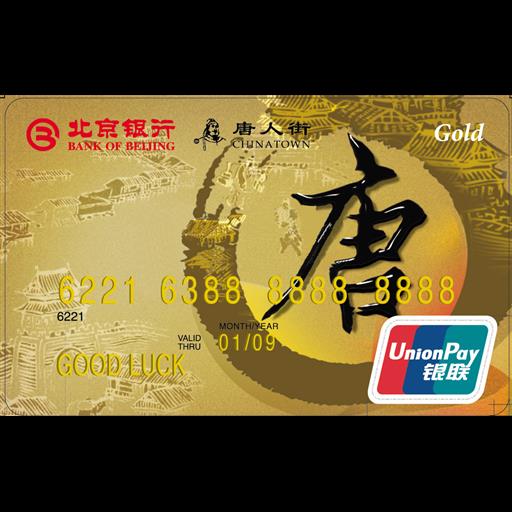 北京银行
BANK OF BEIJING
唐人街
CHINATOWN
Gold
唐
6221 6388 8888 8888
6221
MONTH/YEAR
VALID THRU 01/09
GOOD LUCK
UnionPay
银联